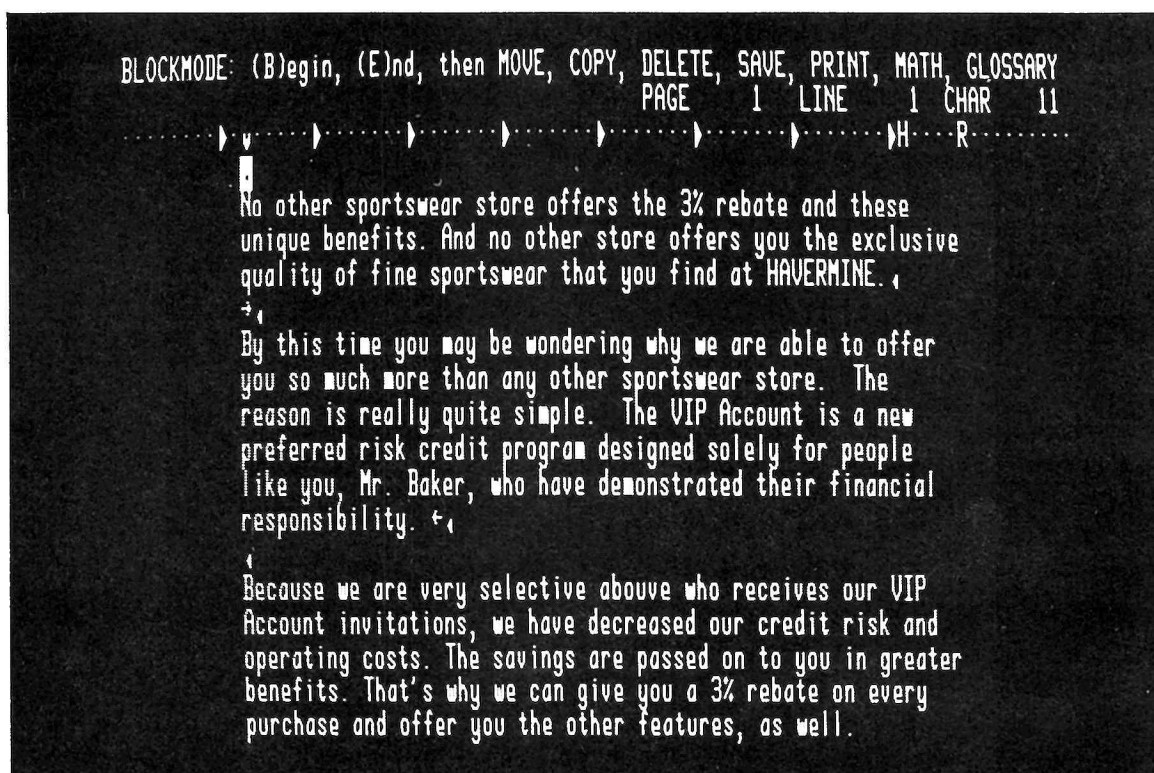 BLOCKMODE: (B)egin, (E)nd, then MOVE, COPY, DELETE, SAVE, PRINT, MATH, GLOSSARY
PAGE 1 LINE 1 CHAR 11
H R
No other sportswear store offers the 3% rebate and these
unique benefits. And no other store offers you the exclusive
quality of fine sportswear that you find at HAVERMINE.
By this time you may be wondering why we are able to offer
you so much more than any other sportswear store. The
reason is really quite simple. The VIP Account is a new
preferred risk credit program designed solely for people
like you, Mr. Baker, who have demonstrated their financial
responsibility.
Because we are very selective abouve who receives our VIP
Account invitations, we have decreased our credit risk and
operating costs. The savings are passed on to you in greater
benefits. That's why we can give you a 3% rebate on every
purchase and offer you the other features, as well.